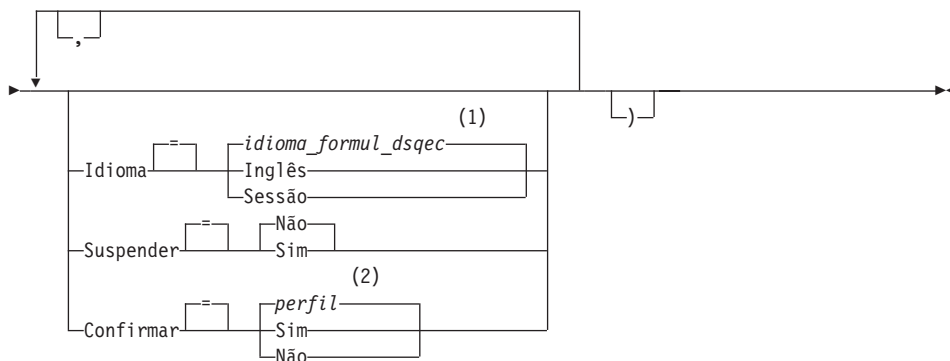 ,
)
(1)
idioma_formul_dsqec
Idioma = Inglês
Sessão
Não
Suspender = Sim
(2)
perfil
Confirmar = Sim
Não